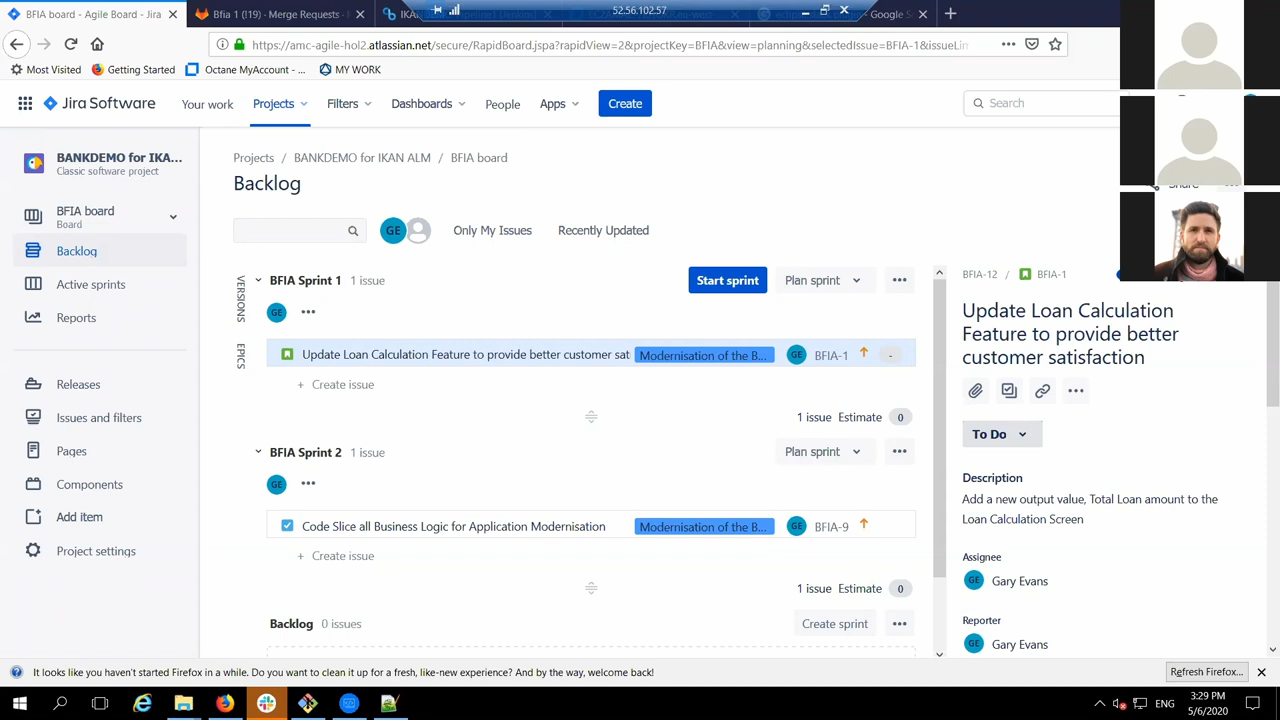 BFIA board - Agile Board - Jira
Bfia 1 (!19) - Merge Requests -
52.56.102.57
https://amc-agile-hol2.atlassian.net/secure/RapidBoard.jspa?rapidView=2&projectKey=BFIA&view=planning&selectedIssue=BFIA-1&issueLim
Most Visited
Getting Started
Octane MyAccount - ...
MY WORK
Jira Software
Your work
Projects
Filters
Dashboards
People
Apps
Create
Search
BANKDEMO for IKA...
Classic software project
Projects / BANKDEMO for IKAN ALM / BFIA board
Backlog
BFIA board
Board
GE
Only My Issues
Recently Updated
Backlog
Active sprints
Reports
Releases
Issues and filters
Pages
Components
Add item
Project settings
VERSIONS
EPICS
BFIA Sprint 1 1 issue
Start sprint
Plan sprint
GE
Update Loan Calculation Feature to provide better customer sat
Modernisation of the B...
GE
BFIA-1
-
+ Create issue
1 issue Estimate 0
BFIA Sprint 2 1 issue
Plan sprint
GE
Code Slice all Business Logic for Application Modernisation
Modernisation of the B...
GE
BFIA-9
+ Create issue
1 issue Estimate 0
Backlog 0 issues
Create sprint
Share
BFIA-12 / BFIA-1
Update Loan Calculation
Feature to provide better
customer satisfaction
To Do
Description
Add a new output value, Total Loan amount to the
Loan Calculation Screen
Assignee
GE Gary Evans
Reporter
GE Gary Evans
It looks like you haven't started Firefox in a while. Do you want to clean it up for a fresh, like-new experience? And by the way, welcome back!
Refresh Firefox...
ENG
3:29 PM
5/6/2020